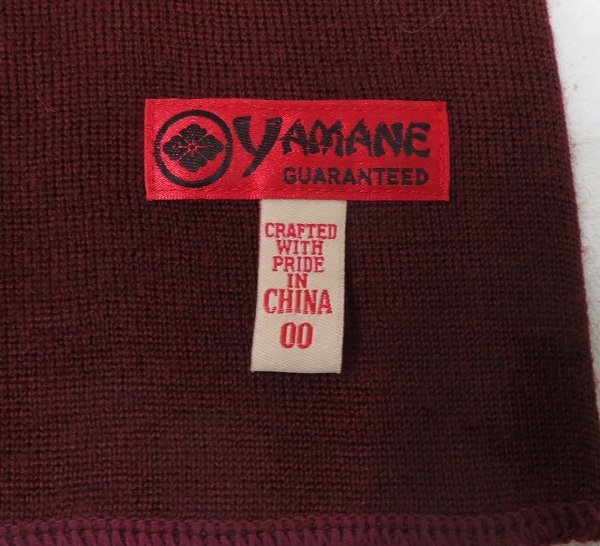 YAMANE
GUARANTEED
CRAFTED
WITH
PRIDE
IN
CHINA
00